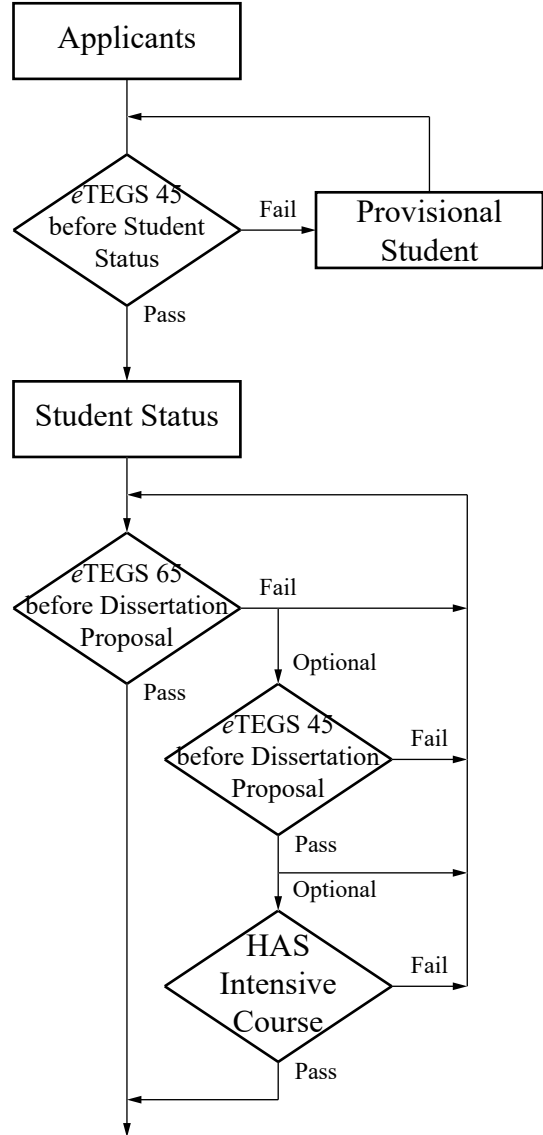 Applicants
eTEGS 45
before Student
Status
Fail
Provisional
Student
Pass
Student Status
eTEGS 65
before Dissertation
Proposal
Fail
Pass
Optional
eTEGS 45
before Dissertation
Proposal
Fail
Pass
Optional
HAS
Intensive
Course
Fail
Pass